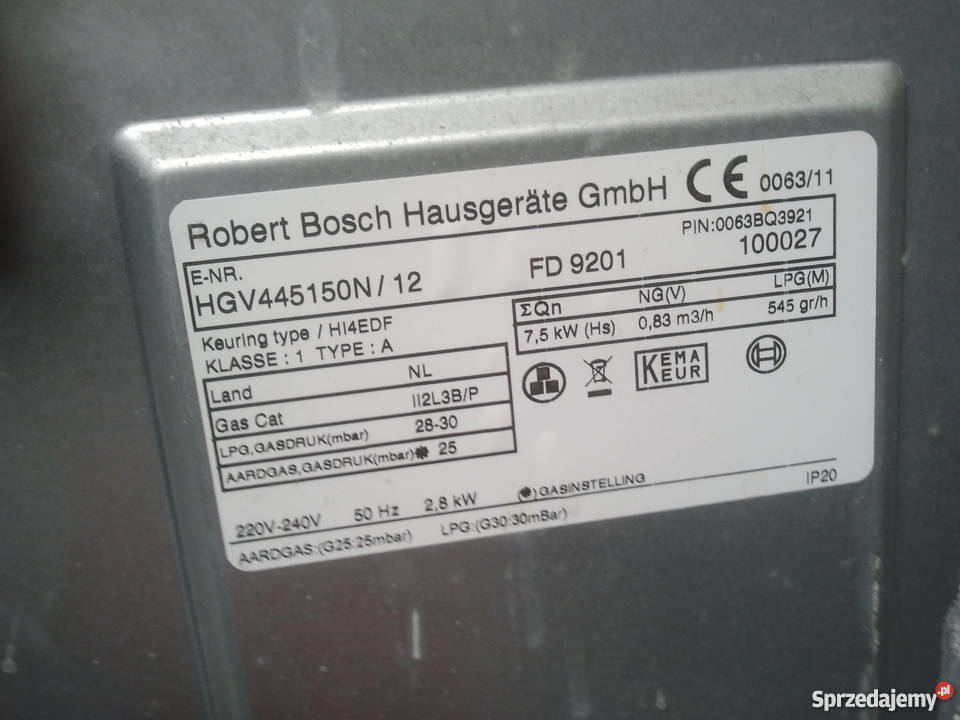 Robert Bosch Hausgeräte GmbH CE 0063/11
PIN:0063BQ3921
E-NR.
HGV445150N / 12 FD 9201 100027
Keuring type / HI4EDF
KLASSE : 1 TYPE : A
ΣQn NG(V) LPG(M)
7,5 kW (Hs) 0,83 m3/h 545 gr/h
Land NL
Gas Cat II2L3B/P
LPG,GASDRUK(mbar) 28-30
AARDGAS,GASDRUK(mbar)✹ 25
KEMA
KEUR
220V-240V 50 Hz 2,8 kW (✹)GASINSTELLING IP20
AARDGAS:(G25:25mbar) LPG:(G30:30mBar)
Sprzedajemy.pl